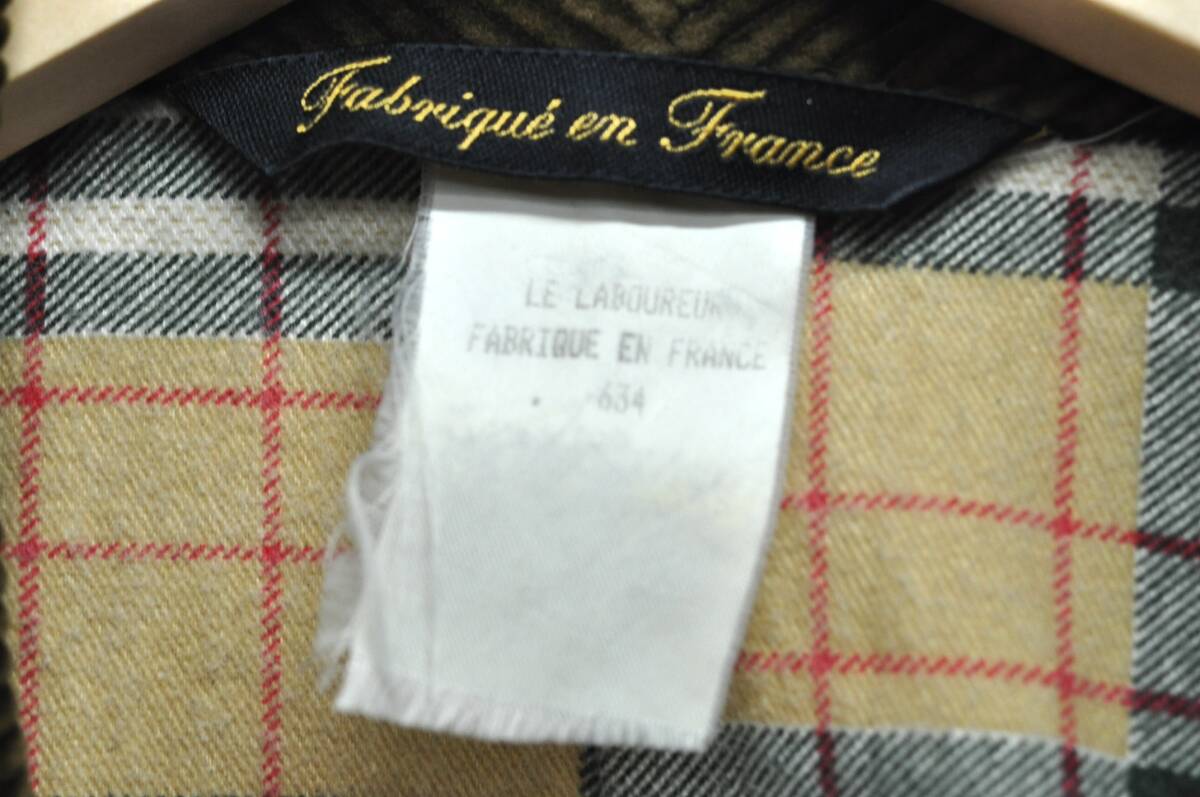 Fabriqué en France
LE LABOUREUR
FABRIQUE EN FRANCE
634